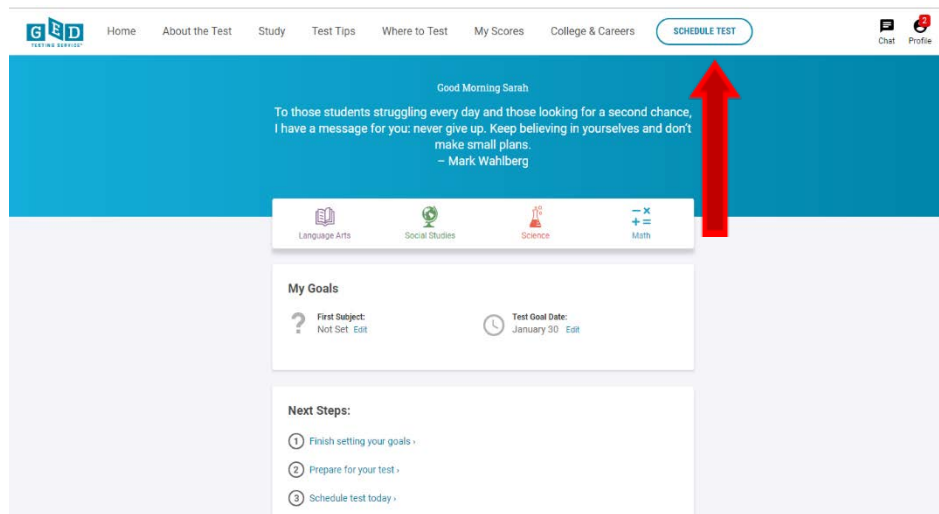 GED
TESTING SERVICE®
Home About the Test Study Test Tips Where to Test My Scores College & Careers SCHEDULE TEST
2
Chat Profile
Good Morning Sarah
To those students struggling every day and those looking for a second chance,
I have a message for you: never give up. Keep believing in yourselves and don't
make small plans.
– Mark Wahlberg
Language Arts Social Studies Science Math
My Goals
First Subject: Test Goal Date:
Not Set Edit January 30 Edit
Next Steps:
1 Finish setting your goals ›
2 Prepare for your test ›
3 Schedule test today ›